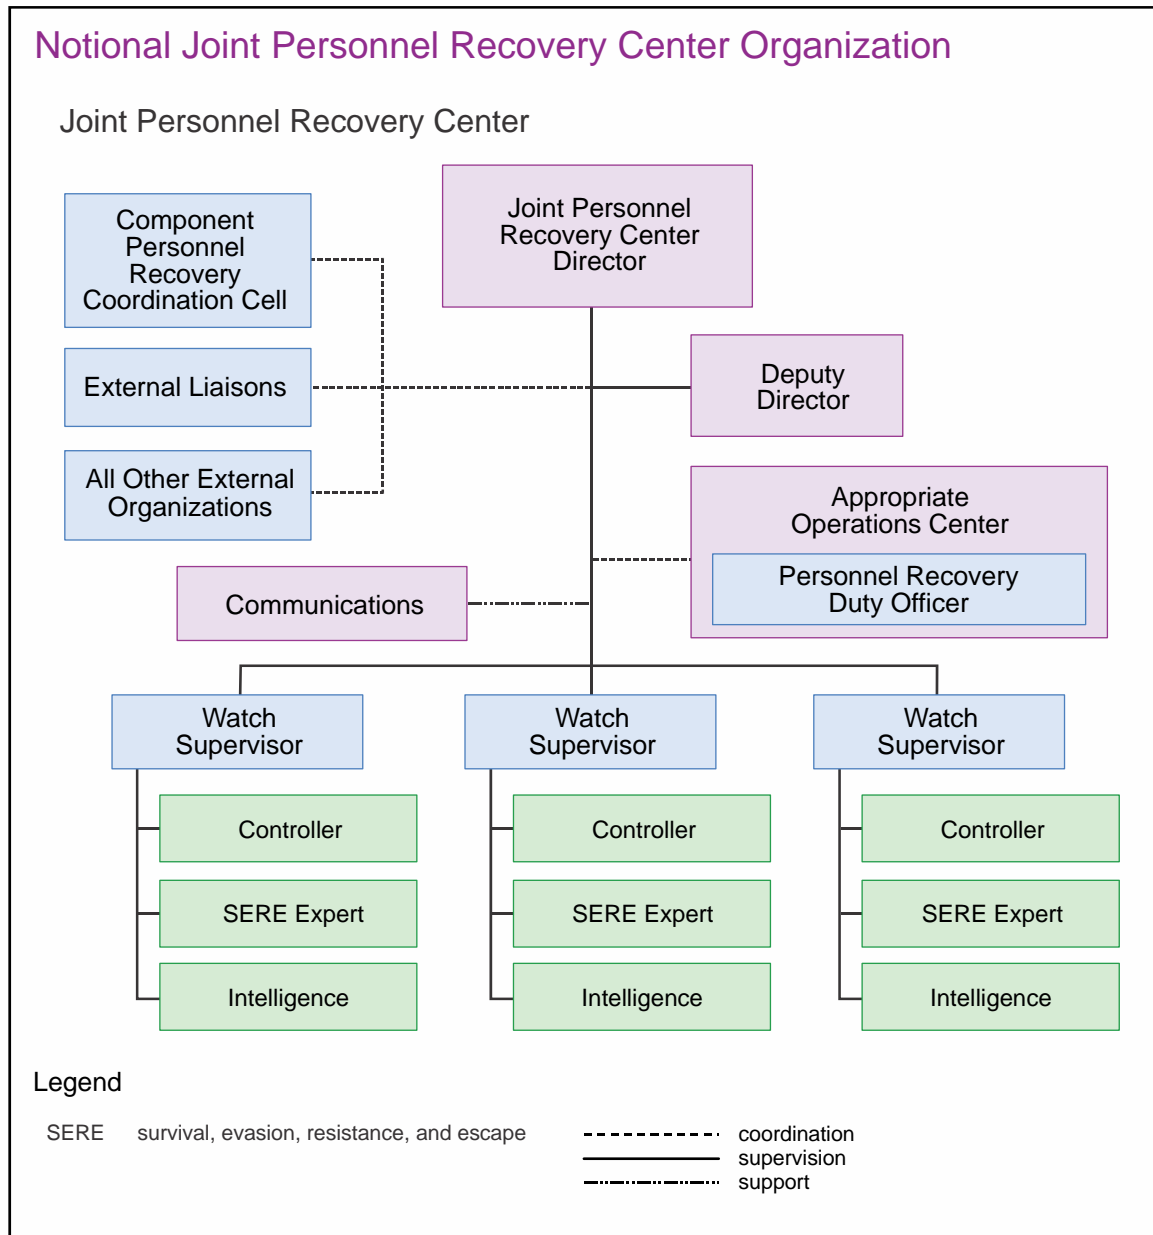 Notional Joint Personnel Recovery Center Organization
Joint Personnel Recovery Center
Component
Personnel
Recovery
Coordination Cell
Joint Personnel
Recovery Center
Director
External Liaisons
Deputy
Director
All Other External
Organizations
Appropriate
Operations Center
Personnel Recovery
Duty Officer
Communications
Watch
Supervisor
Watch
Supervisor
Watch
Supervisor
Controller
Controller
Controller
SERE Expert
SERE Expert
SERE Expert
Intelligence
Intelligence
Intelligence
Legend
SERE survival, evasion, resistance, and escape
coordination
supervision
support